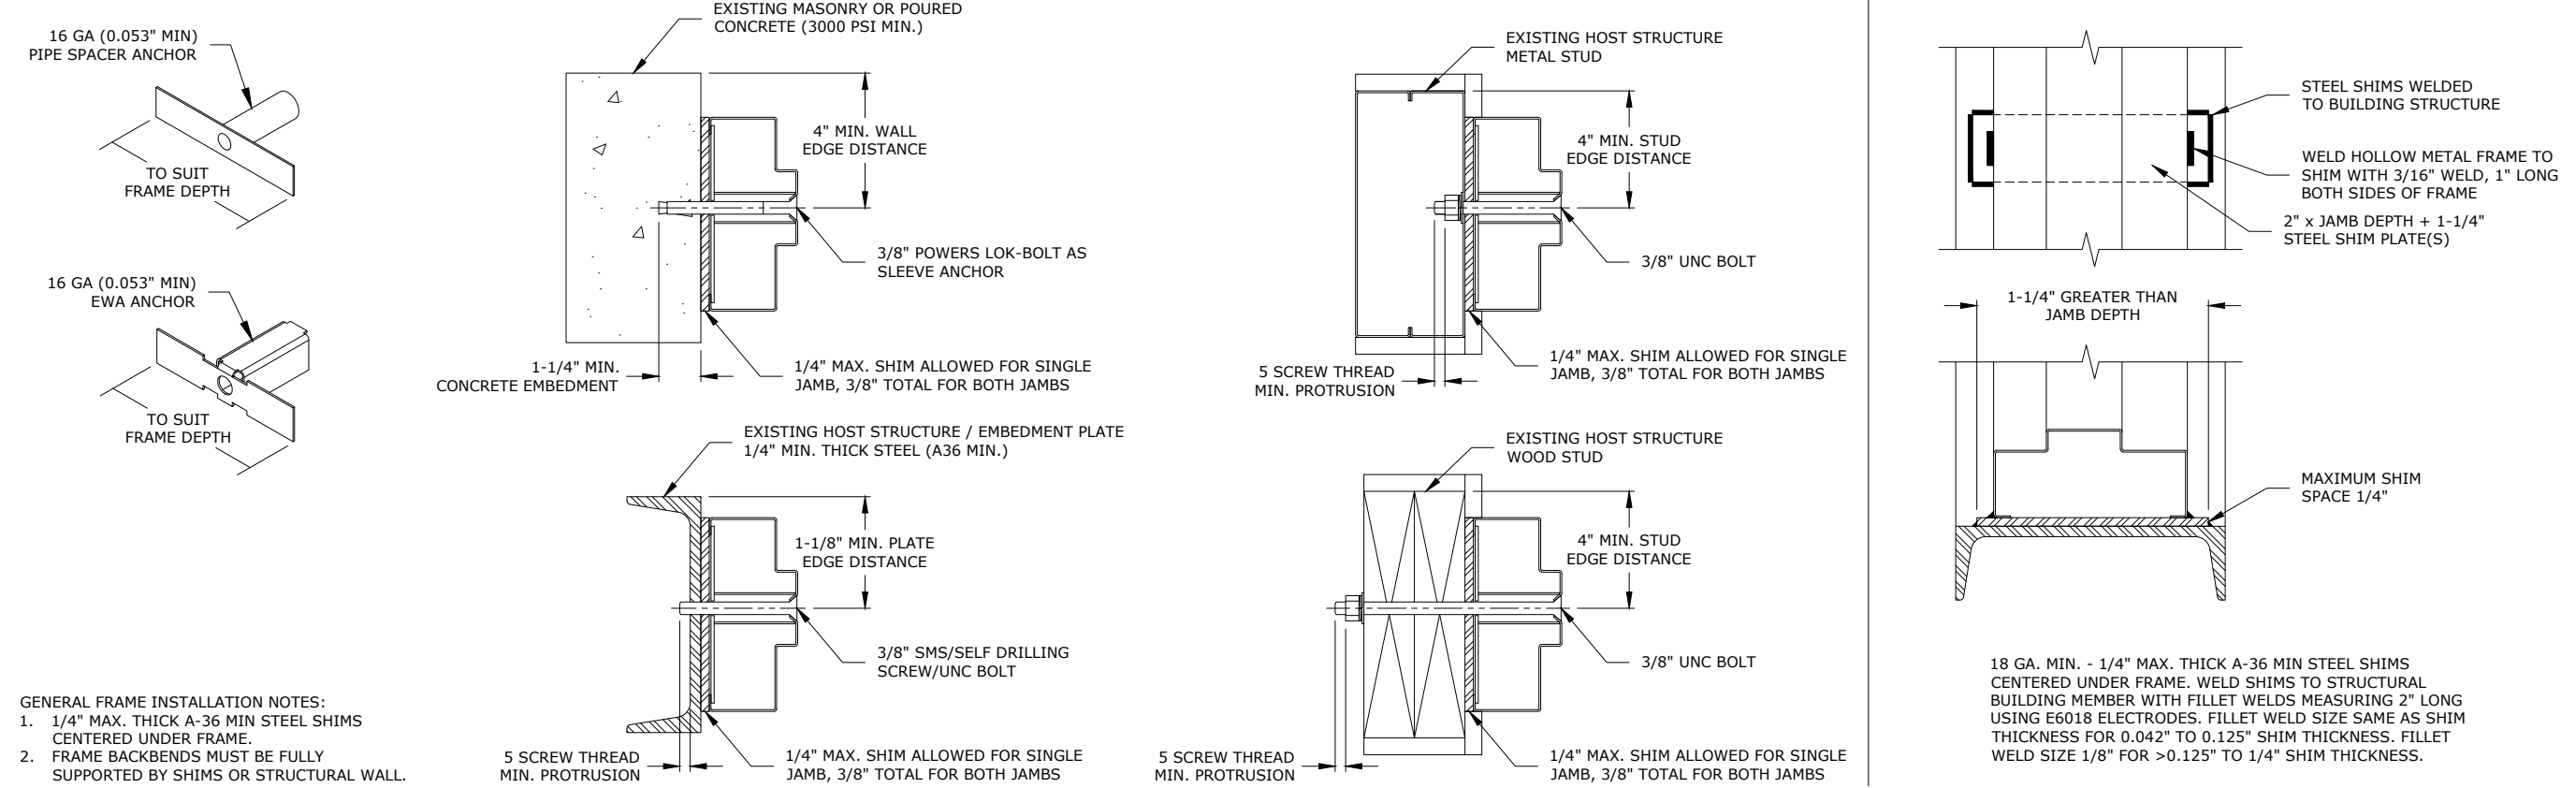 16 GA (0.053" MIN)
PIPE SPACER ANCHOR
TO SUIT
FRAME DEPTH
16 GA (0.053" MIN)
EWA ANCHOR
TO SUIT
FRAME DEPTH
GENERAL FRAME INSTALLATION NOTES:
1. 1/4" MAX. THICK A-36 MIN STEEL SHIMS
CENTERED UNDER FRAME.
2. FRAME BACKBENDS MUST BE FULLY
SUPPORTED BY SHIMS OR STRUCTURAL WALL.
EXISTING MASONRY OR POURED
CONCRETE (3000 PSI MIN.)
4" MIN. WALL
EDGE DISTANCE
3/8" POWERS LOK-BOLT AS
SLEEVE ANCHOR
1-1/4" MIN.
CONCRETE EMBEDMENT
1/4" MAX. SHIM ALLOWED FOR SINGLE
JAMB, 3/8" TOTAL FOR BOTH JAMBS
EXISTING HOST STRUCTURE / EMBEDMENT PLATE
1/4" MIN. THICK STEEL (A36 MIN.)
1-1/8" MIN. PLATE
EDGE DISTANCE
3/8" SMS/SELF DRILLING
SCREW/UNC BOLT
5 SCREW THREAD
MIN. PROTRUSION
1/4" MAX. SHIM ALLOWED FOR SINGLE
JAMB, 3/8" TOTAL FOR BOTH JAMBS
EXISTING HOST STRUCTURE
METAL STUD
4" MIN. STUD
EDGE DISTANCE
3/8" UNC BOLT
5 SCREW THREAD
MIN. PROTRUSION
1/4" MAX. SHIM ALLOWED FOR SINGLE
JAMB, 3/8" TOTAL FOR BOTH JAMBS
EXISTING HOST STRUCTURE
WOOD STUD
4" MIN. STUD
EDGE DISTANCE
3/8" UNC BOLT
5 SCREW THREAD
MIN. PROTRUSION
1/4" MAX. SHIM ALLOWED FOR SINGLE
JAMB, 3/8" TOTAL FOR BOTH JAMBS
STEEL SHIMS WELDED
TO BUILDING STRUCTURE
WELD HOLLOW METAL FRAME TO
SHIM WITH 3/16" WELD, 1" LONG
BOTH SIDES OF FRAME
2" x JAMB DEPTH + 1-1/4"
STEEL SHIM PLATE(S)
1-1/4" GREATER THAN
JAMB DEPTH
MAXIMUM SHIM
SPACE 1/4"
18 GA. MIN. - 1/4" MAX. THICK A-36 MIN STEEL SHIMS
CENTERED UNDER FRAME. WELD SHIMS TO STRUCTURAL
BUILDING MEMBER WITH FILLET WELDS MEASURING 2" LONG
USING E6018 ELECTRODES. FILLET WELD SIZE SAME AS SHIM
THICKNESS FOR 0.042" TO 0.125" SHIM THICKNESS. FILLET
WELD SIZE 1/8" FOR >0.125" TO 1/4" SHIM THICKNESS.